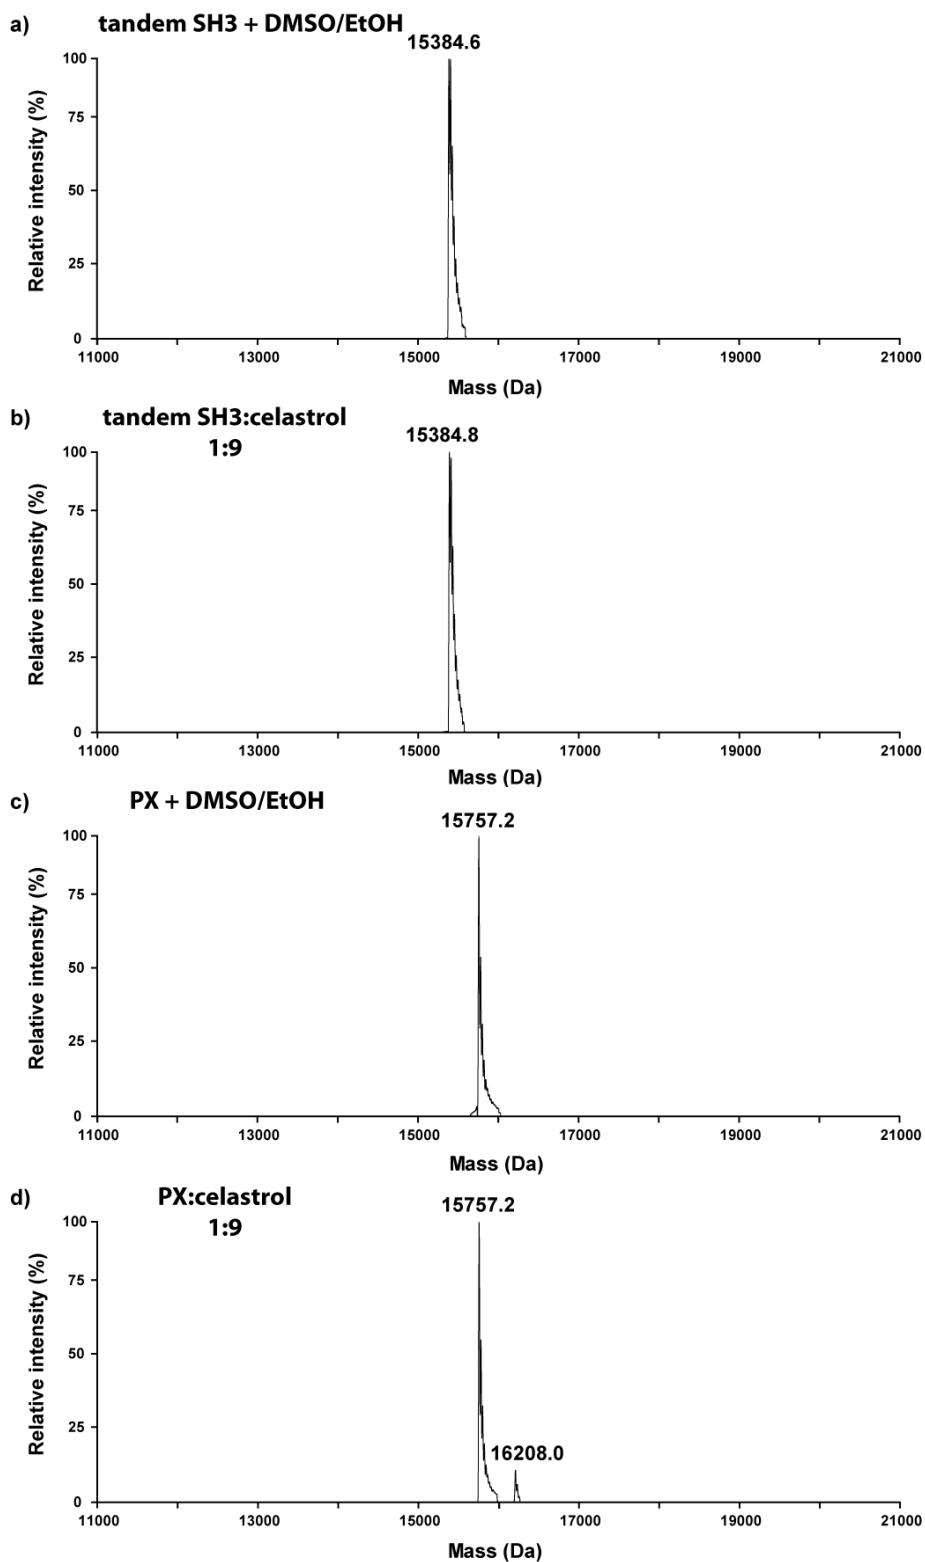 a)
tandem SH3 + DMSO/EtOH
15384.6
100
75
50
25
0
Relative intensity (%)
11000 13000 15000 17000 19000 21000
Mass (Da)
b)
tandem SH3:celastrol
1:9
15384.8
100
75
50
25
0
Relative intensity (%)
11000 13000 15000 17000 19000 21000
Mass (Da)
c)
PX + DMSO/EtOH
15757.2
100
75
50
25
0
Relative intensity (%)
11000 13000 15000 17000 19000 21000
Mass (Da)
d)
PX:celastrol
1:9
15757.2
100
75
50
25
0
Relative intensity (%)
16208.0
11000 13000 15000 17000 19000 21000
Mass (Da)